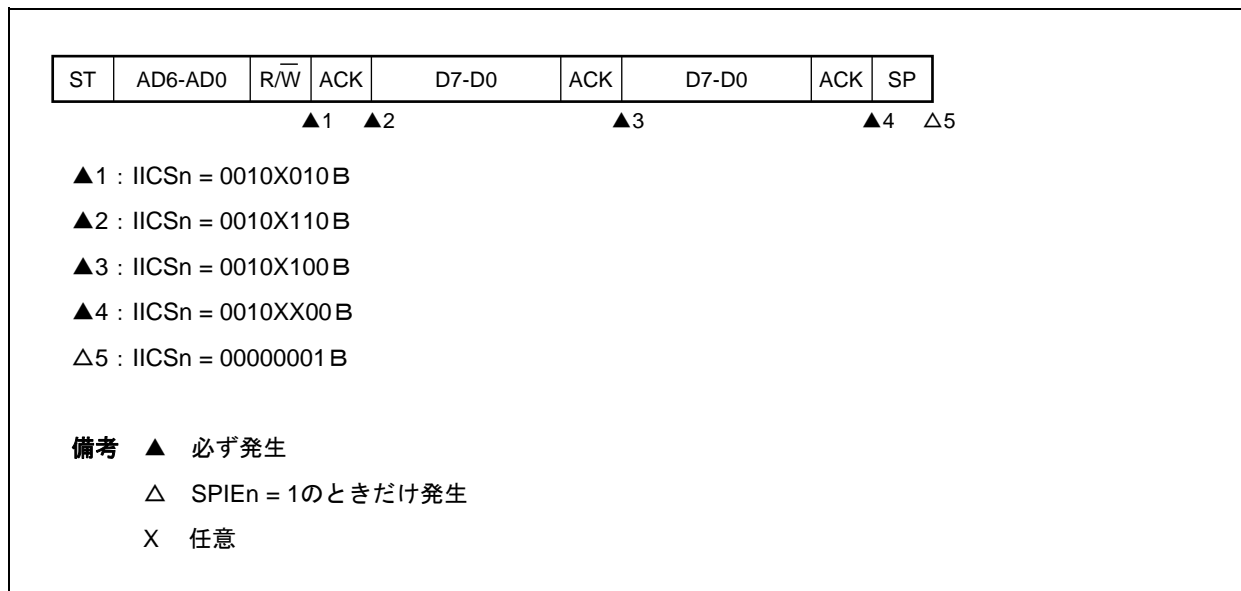 ST AD6-AD0 R/W̅ ACK D7-D0 ACK D7-D0 ACK SP
▲1 ▲2 ▲3 ▲4 △5
▲1：IICSn = 0010X010Ｂ
▲2：IICSn = 0010X110Ｂ
▲3：IICSn = 0010X100Ｂ
▲4：IICSn = 0010XX00Ｂ
△5：IICSn = 00000001Ｂ
備考 ▲ 必ず発生
△ SPIEn = 1のときだけ発生
X 任意